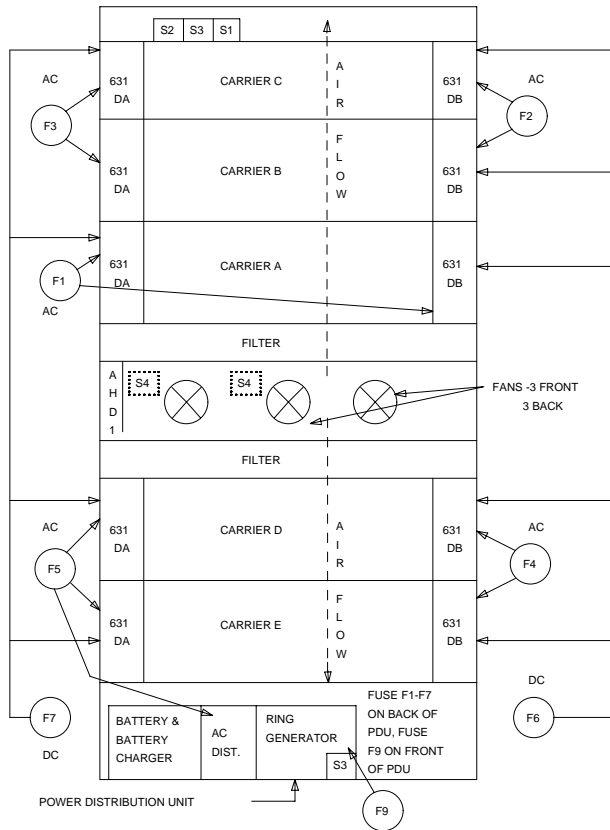 S2 S3 S1
AC 631 DA CARRIER C A I R 631 DB AC
F3 F2
631 DA CARRIER B F L O W 631 DB
631 DA CARRIER A 631 DB
F1
AC
FILTER
A H D 1 S4 S4 FANS -3 FRONT
3 BACK
FILTER
AC 631 DA CARRIER D A I R 631 DB AC
F5 F4
631 DA CARRIER E F L O W 631 DB
F7
DC
DC
F6
BATTERY &
BATTERY
CHARGER
AC
DIST.
RING
GENERATOR
S3
FUSE F1-F7
ON BACK OF
PDU, FUSE
F9 ON FRONT
OF PDU
POWER DISTRIBUTION UNIT
F9